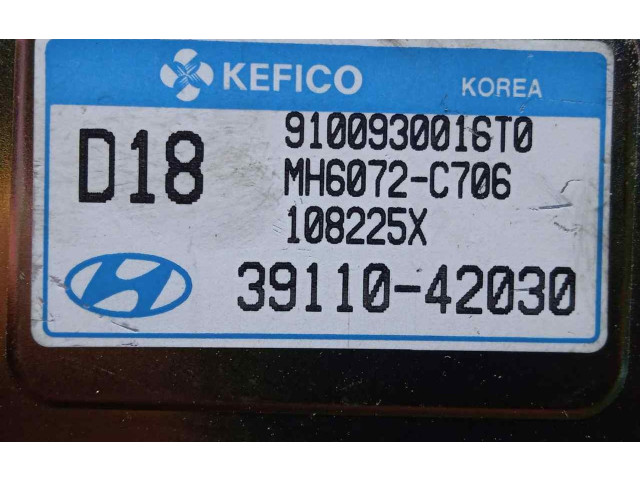 KEFICO KOREA
9100930016T0
D18 MH6072-C706
108225X
39110-42030